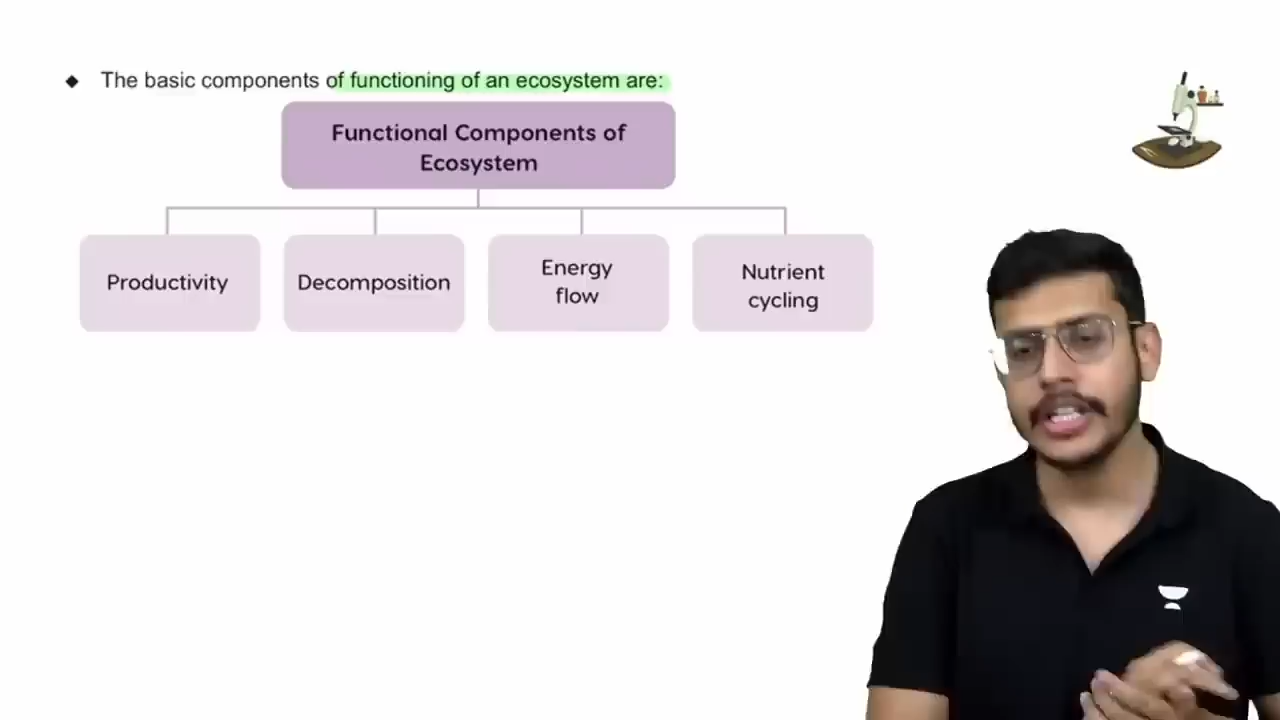 ◆ The basic components of functioning of an ecosystem are:
Functional Components of
Ecosystem
Productivity
Decomposition
Energy
flow
Nutrient
cycling